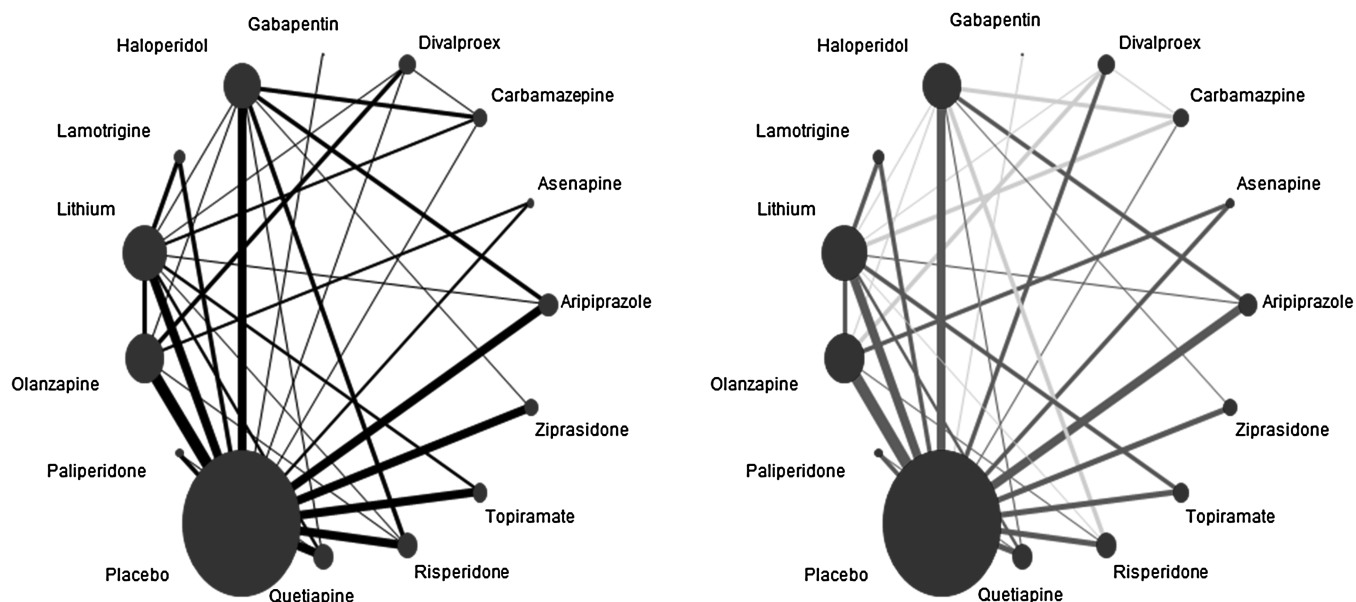 Gabapentin
Haloperidol
Divalproex
Carbamazepine
Lamotrigine
Asenapine
Lithium
Aripiprazole
Olanzapine
Ziprasidone
Paliperidone
Topiramate
Placebo
Risperidone
Quetiapine
Gabapentin
Haloperidol
Divalproex
Carbamazpine
Lamotrigine
Asenapine
Lithium
Aripiprazole
Olanzapine
Ziprasidone
Paliperidone
Topiramate
Placebo
Risperidone
Quetiapine